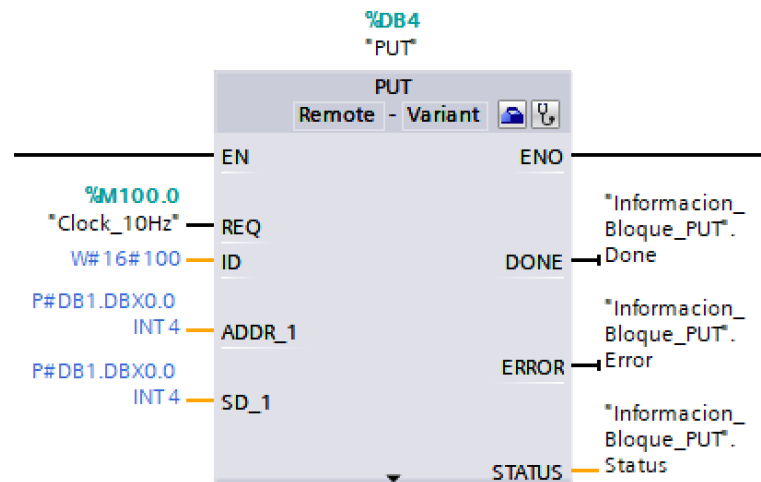 %DB4
"PUT"
PUT
Remote - Variant
EN
ENO
%M100.0
"Clock_10Hz"
REQ
W#16#100
ID
P#DB1.DBX0.0
INT 4
ADDR_1
P#DB1.DBX0.0
INT 4
SD_1
"Informacion_
Bloque_PUT".
Done
DONE
"Informacion_
Bloque_PUT".
Error
ERROR
"Informacion_
Bloque_PUT".
Status
STATUS